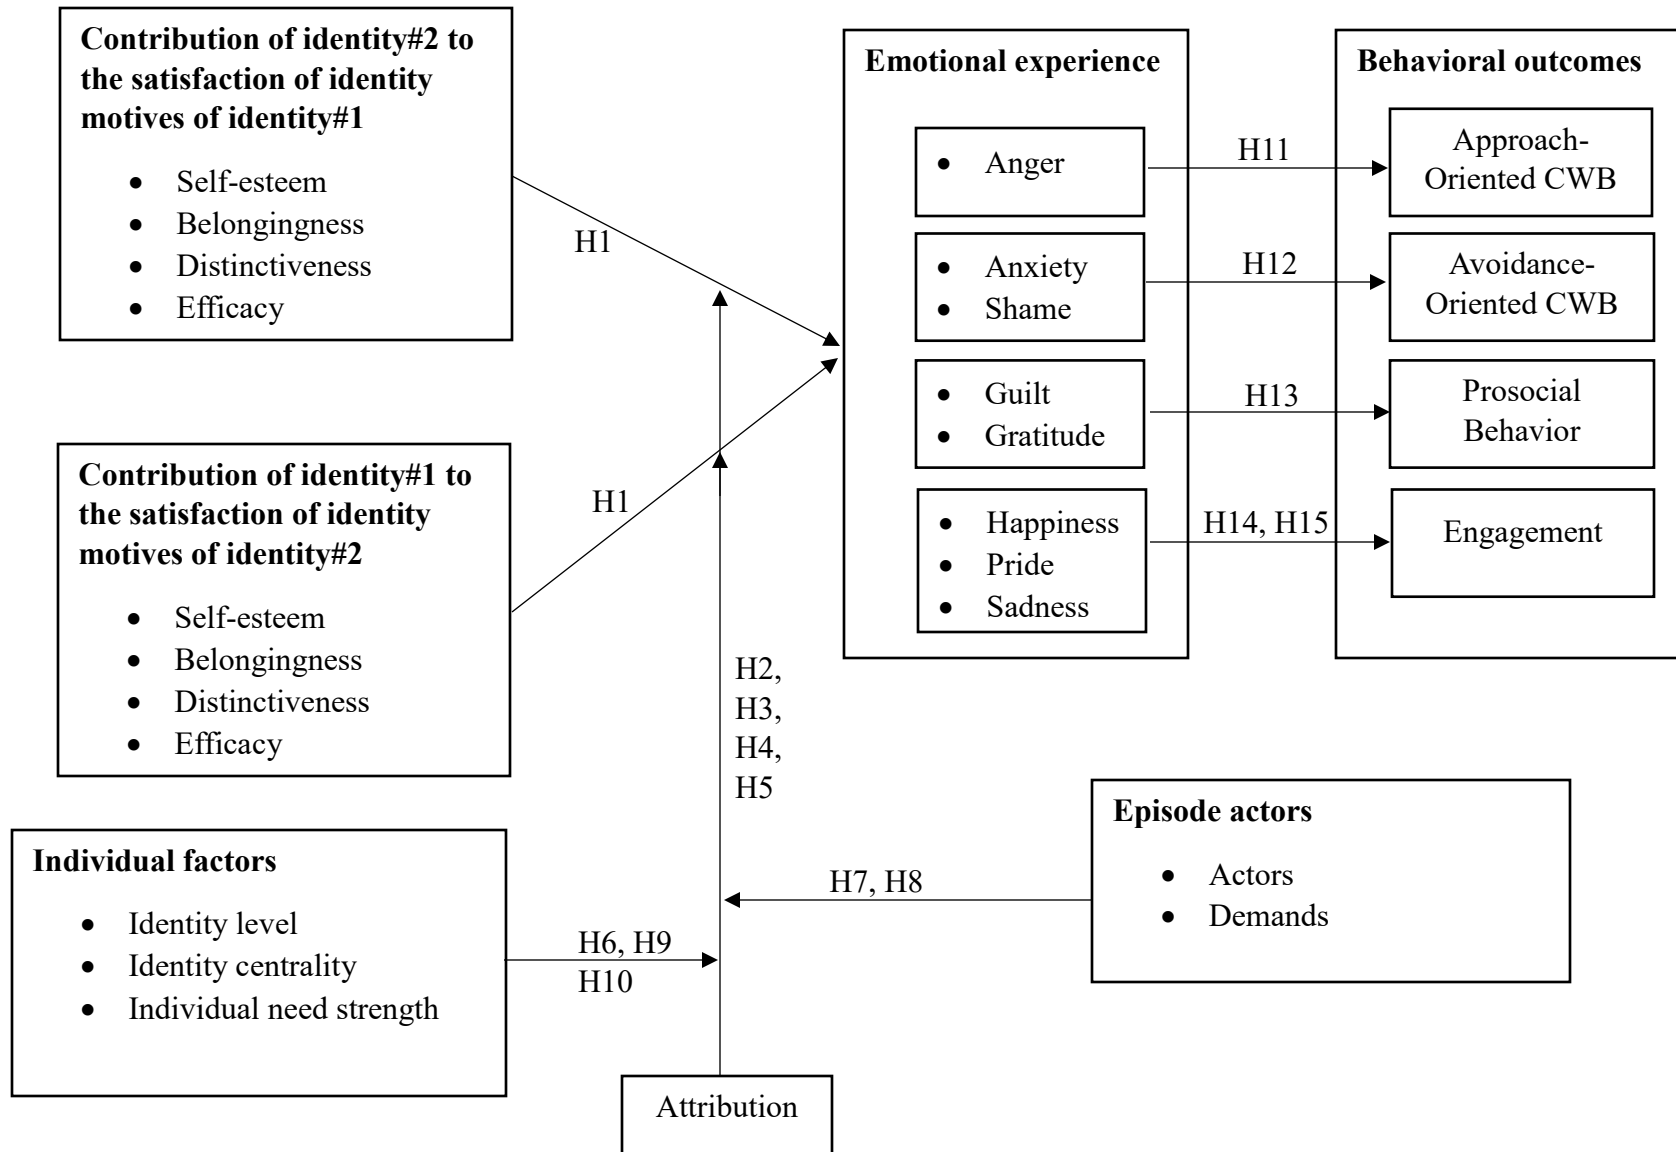 Contribution of identity#2 to
the satisfaction of identity
motives of identity#1
• Self-esteem
• Belongingness
• Distinctiveness
• Efficacy
H1
Contribution of identity#1 to
the satisfaction of identity
motives of identity#2
• Self-esteem
• Belongingness
• Distinctiveness
• Efficacy
H1
Emotional experience
• Anger
• Anxiety
• Shame
• Guilt
• Gratitude
• Happiness
• Pride
• Sadness
H11
H12
H13
H14, H15
Behavioral outcomes
Approach-
Oriented CWB
Avoidance-
Oriented CWB
Prosocial
Behavior
Engagement
H2,
H3,
H4,
H5
Individual factors
• Identity level
• Identity centrality
• Individual need strength
H6, H9
H10
H7, H8
Episode actors
• Actors
• Demands
Attribution